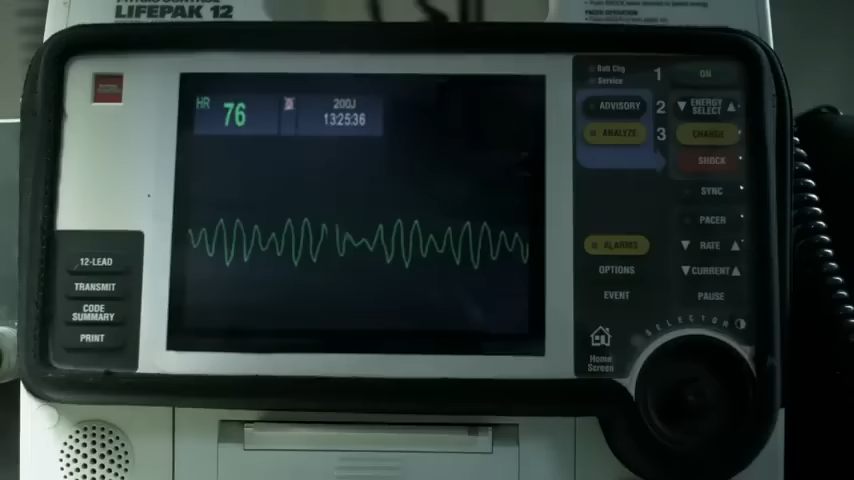 LIFEPAK 12
HR
76
200J
13:25:36
Batt Chg
Service
1
ON
ADVISORY
2
ENERGY
SELECT
ANALYZE
3
CHARGE
SHOCK
SYNC
PACER
ALARMS
RATE
OPTIONS
CURRENT
EVENT
PAUSE
SELECTOR
Home
Screen
12-LEAD
TRANSMIT
CODE
SUMMARY
PRINT